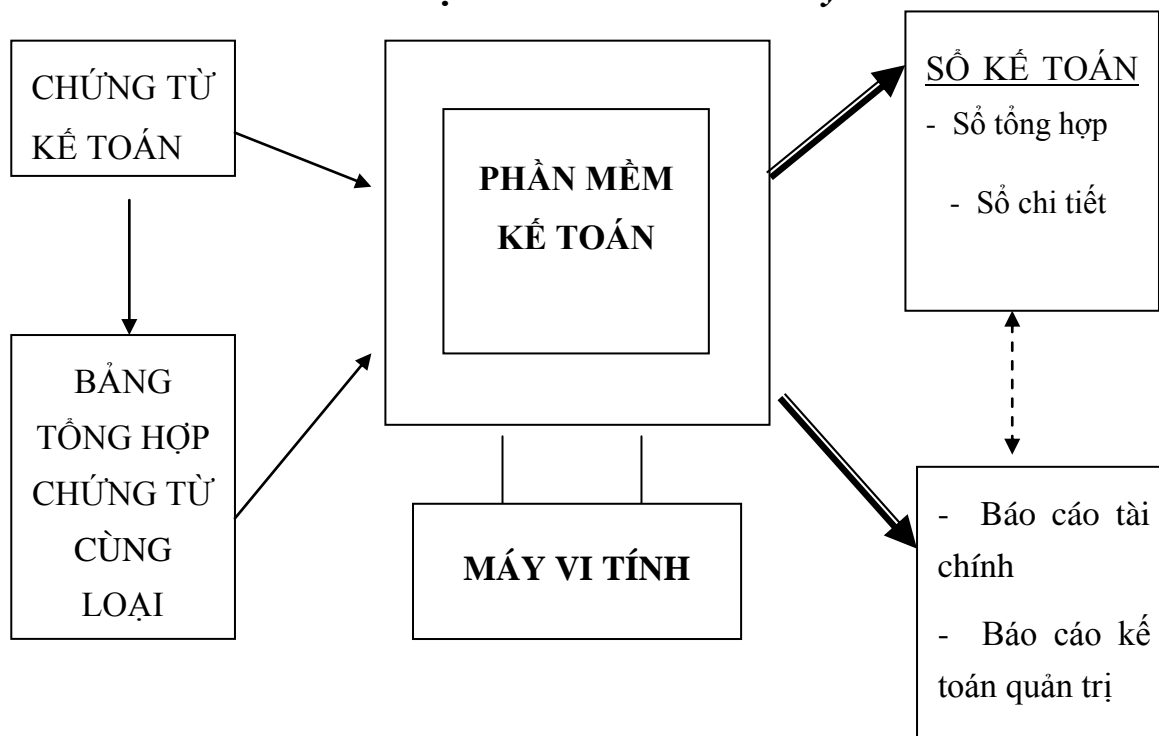 CHỨNG TỪ
KẾ TOÁN
PHẦN MỀM
KẾ TOÁN
SỔ KẾ TOÁN
- Sổ tổng hợp
- Sổ chi tiết
BẢNG
TỔNG HỢP
CHỨNG TỪ
CÙNG
LOẠI
MÁY VI TÍNH
- Báo cáo tài
chính
- Báo cáo kế
toán quản trị